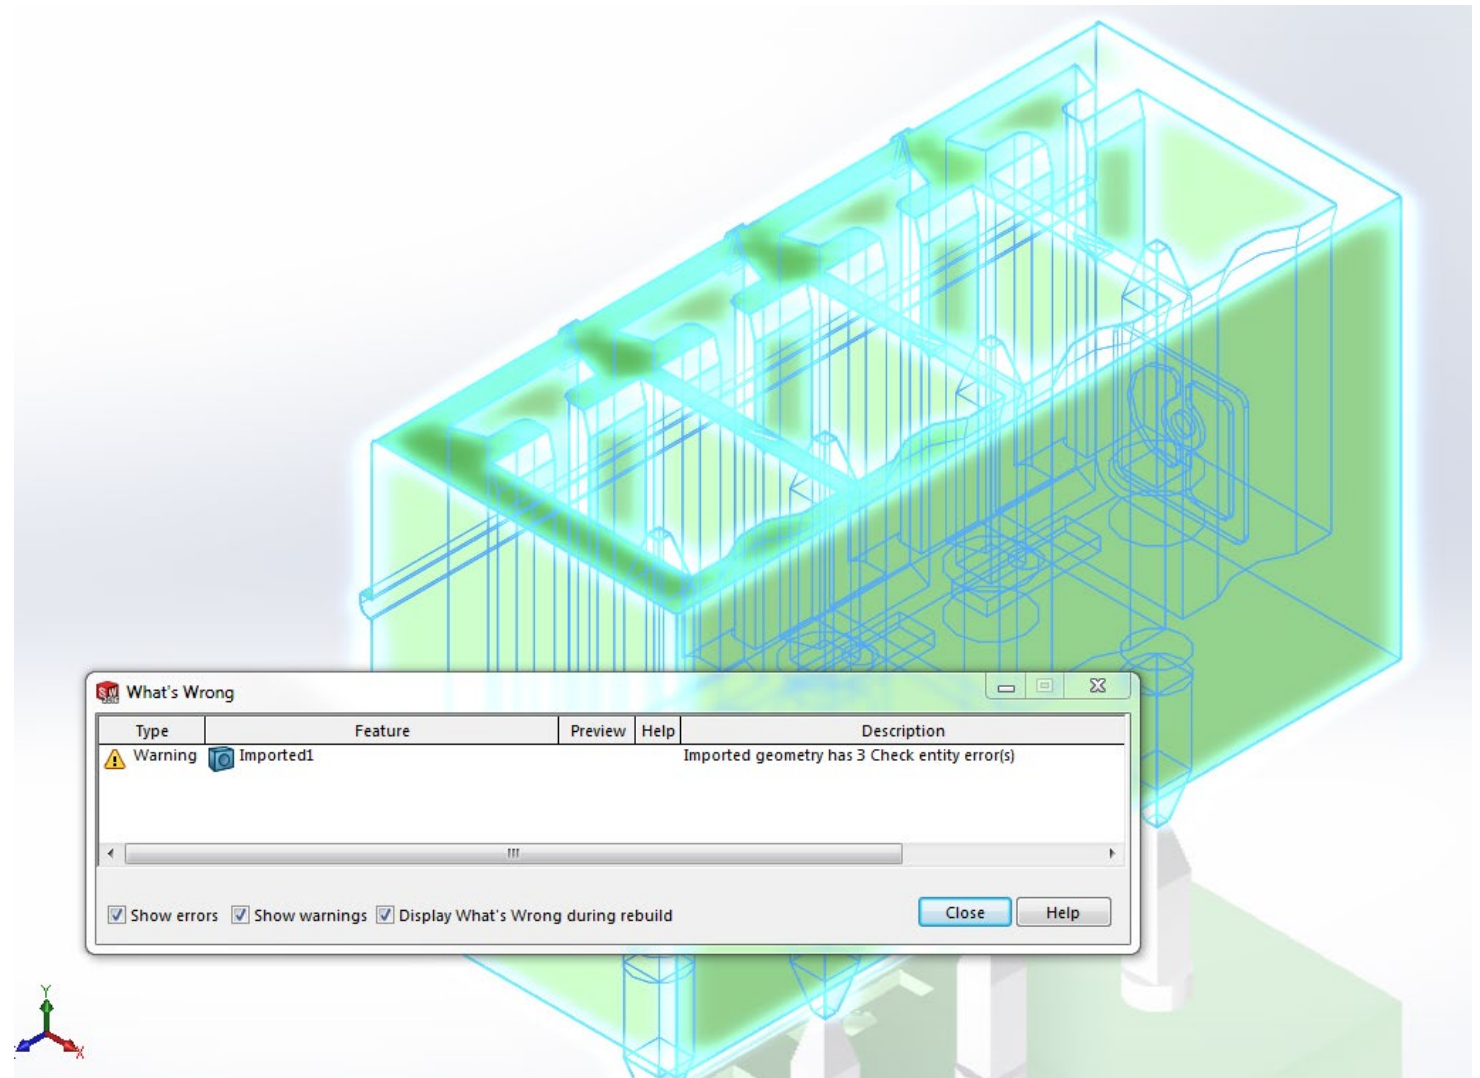 What's Wrong
Type Feature Preview Help Description
Warning Imported1 Imported geometry has 3 Check entity error(s)
Show errors Show warnings Display What's Wrong during rebuild Close Help
Y
X